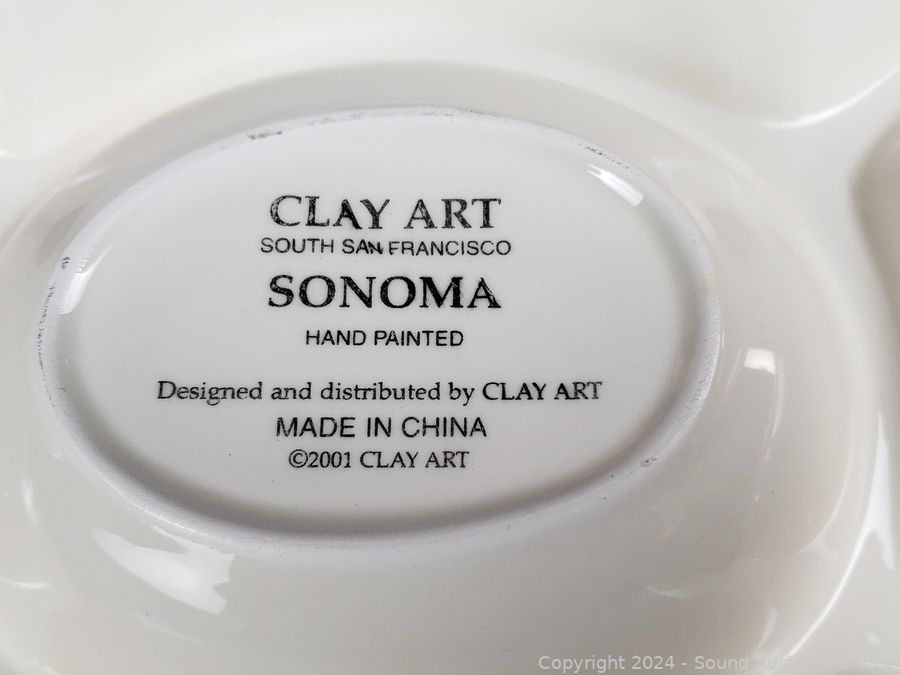 CLAY ART
SOUTH SAN FRANCISCO
SONOMA
HAND PAINTED
Designed and distributed by CLAY ART
MADE IN CHINA
©2001 CLAY ART
Copyright 2024 - Sound